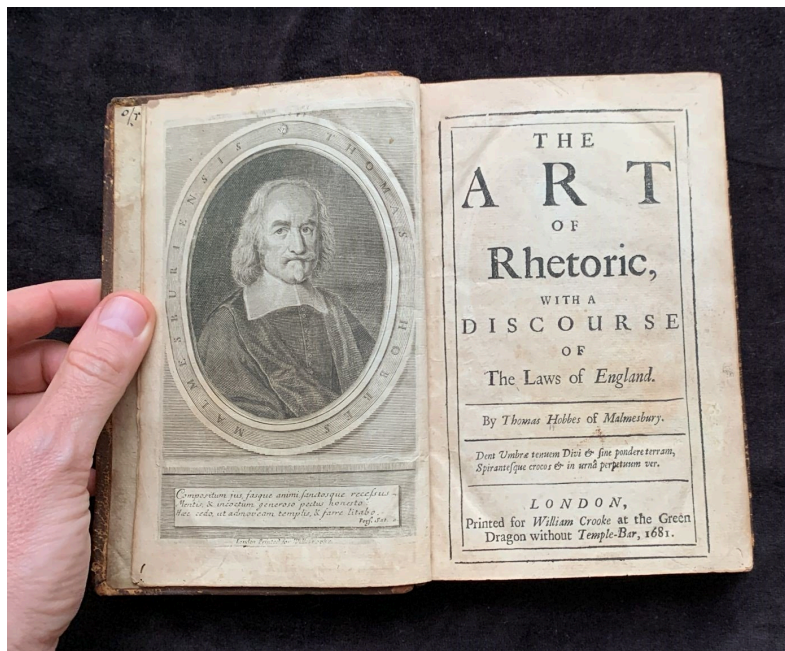 THOMAS HOBBES MALMESBURIENSIS
Compositum jus, fasque animi, sanctosque recessus
Mentis, & incoctum generoso pectus honesto.
Hæc cedo, ut admoveam templis, & farre litabo.
Pers. Sat. 2.
THE
ART
OF
Rhetoric,
WITH A
DISCOURSE
OF
The Laws of England.
By Thomas Hobbes of Malmesbury.
Dent Umbræ tenuem Divi & sine pondere terram,
Spirantesque crocos & in urnâ perpetuum ver.
LONDON,
Printed for William Crooke at the Green
Dragon without Temple-Bar, 1681.